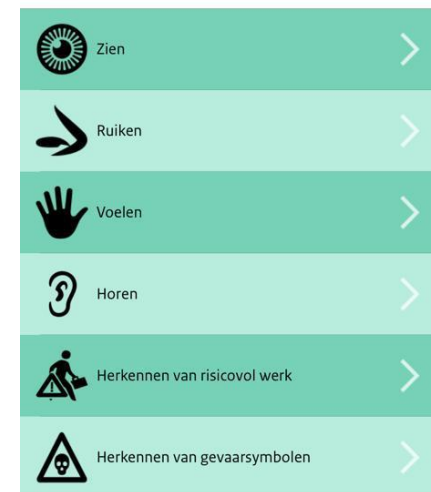 Zien
Ruiken
Voelen
Horen
Herkennen van risicovol werk
Herkennen van gevaarsymbolen